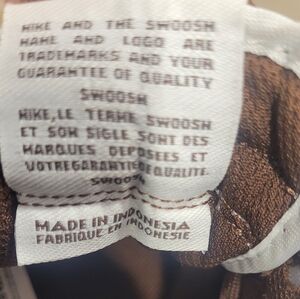 NIKE AND THE SWOOSH
NAME AND LOGO ARE
TRADEMARKS AND YOUR
GUARANTEE OF QUALITY
SWOOSH
NIKE,LE TERME SWOOSH
ET SON SIGLE SONT DES
MARQUES DEPOSEES ET
VOTREGARANTIEDEQUALITE.
SWOOSH
MADE IN INDONESIA
FABRIQUE EN INDONESIE